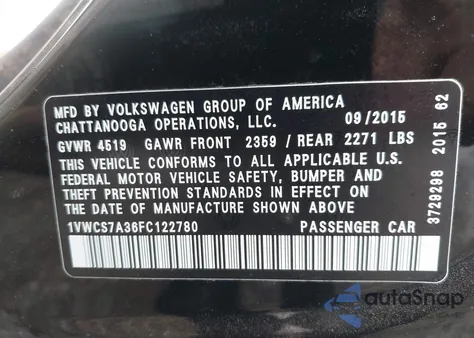 MFD BY VOLKSWAGEN GROUP OF AMERICA
CHATTANOOGA OPERATIONS, LLC. 09/2015
GVWR 4519 GAWR FRONT 2359 / REAR 2271 LBS
THIS VEHICLE CONFORMS TO ALL APPLICABLE U.S.
FEDERAL MOTOR VEHICLE SAFETY, BUMPER AND
THEFT PREVENTION STANDARDS IN EFFECT ON
THE DATE OF MANUFACTURE SHOWN ABOVE
1VWCS7A36FC122780 PASSENGER CAR
3729298 2015 62
autoSnap